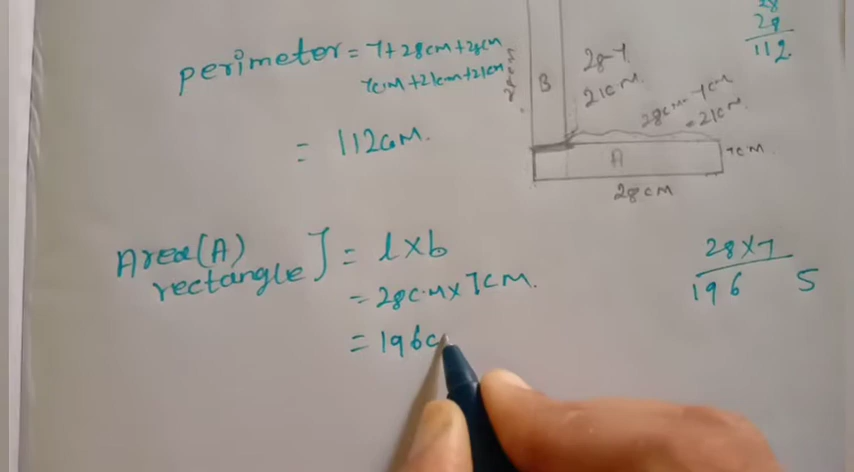 perimeter = 7+28cm+28cm
7cm+21cm+21cm
= 112cm.
28
28
112
28-7
21cm.
B
28cm-7cm
=21cm.
A
7cm.
28cm
Area(A)
rectangle] = l×b
= 28cm×7cm.
= 196c
28×7
196 5